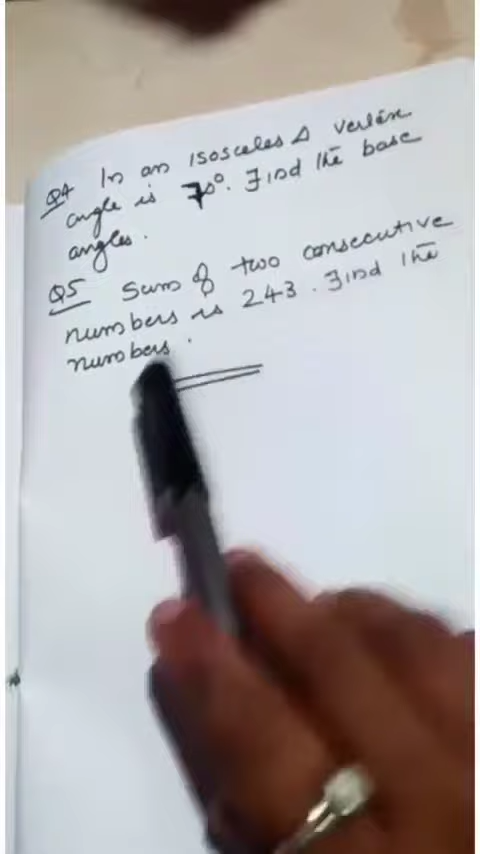 Q4 In an isosceles Δ vertex
angle is 70°. Find the base
angles.
Q5 Sum of two consecutive
numbers is 243. Find the
numbers.